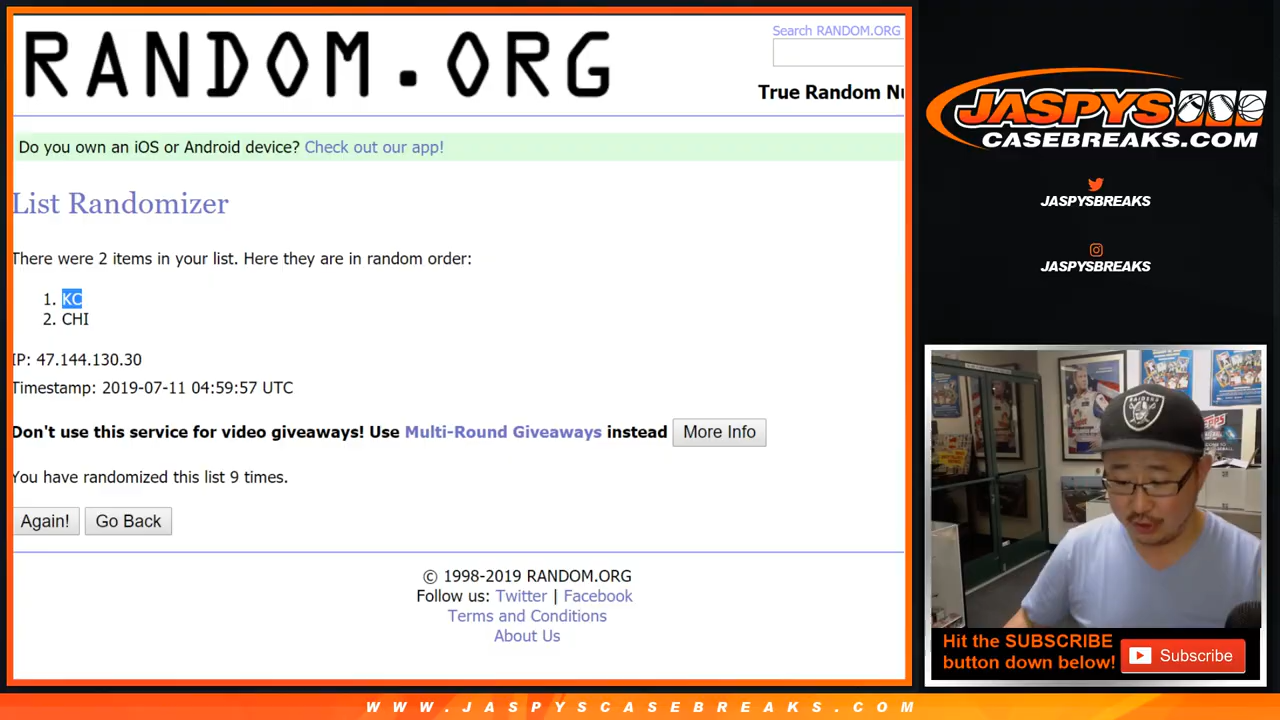 RANDOM.ORG
Search RANDOM.ORG
True Random Nu
Do you own an iOS or Android device? Check out our app!
List Randomizer
There were 2 items in your list. Here they are in random order:
1. KC
2. CHI
IP: 47.144.130.30
Timestamp: 2019-07-11 04:59:57 UTC
Don't use this service for video giveaways! Use Multi-Round Giveaways instead More Info
You have randomized this list 9 times.
Again! Go Back
© 1998-2019 RANDOM.ORG
Follow us: Twitter | Facebook
Terms and Conditions
About Us
JASPYS
CASEBREAKS.COM
JASPYSBREAKS
JASPYSBREAKS
RAIDERS
Hit the SUBSCRIBE
button down below!
Subscribe
WWW.JASPYSCASEBREAKS.COM